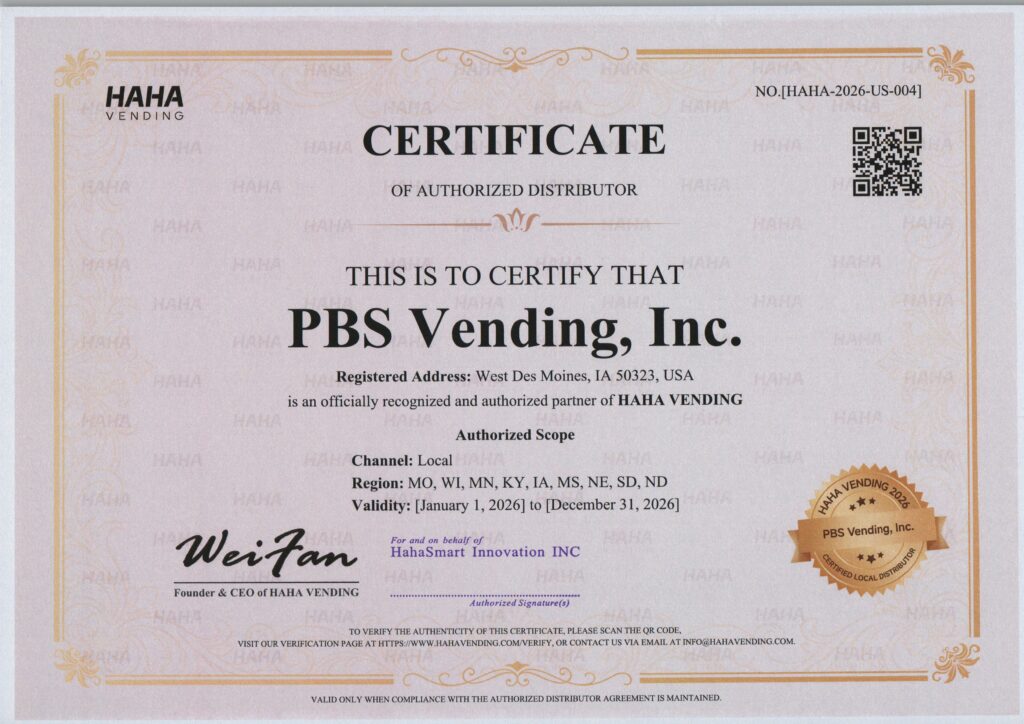 HAHA
VENDING
NO.[HAHA-2026-US-004]
CERTIFICATE
OF AUTHORIZED DISTRIBUTOR
THIS IS TO CERTIFY THAT
PBS Vending, Inc.
Registered Address: West Des Moines, IA 50323, USA
is an officially recognized and authorized partner of HAHA VENDING
Authorized Scope
Channel: Local
Region: MO, WI, MN, KY, IA, MS, NE, SD, ND
Validity: [January 1, 2026] to [December 31, 2026]
WeiFan
Founder & CEO of HAHA VENDING
For and on behalf of
HahaSmart Innovation INC
Authorized Signature(s)
HAHA VENDING 2026
PBS Vending, Inc.
CERTIFIED LOCAL DISTRIBUTOR
TO VERIFY THE AUTHENTICITY OF THIS CERTIFICATE, PLEASE SCAN THE QR CODE,
VISIT OUR VERIFICATION PAGE AT HTTPS://WWW.HAHAVENDING.COM/VERIFY, OR CONTACT US VIA EMAIL AT INFO@HAHAVENDING.COM.
VALID ONLY WHEN COMPLIANCE WITH THE AUTHORIZED DISTRIBUTOR AGREEMENT IS MAINTAINED.